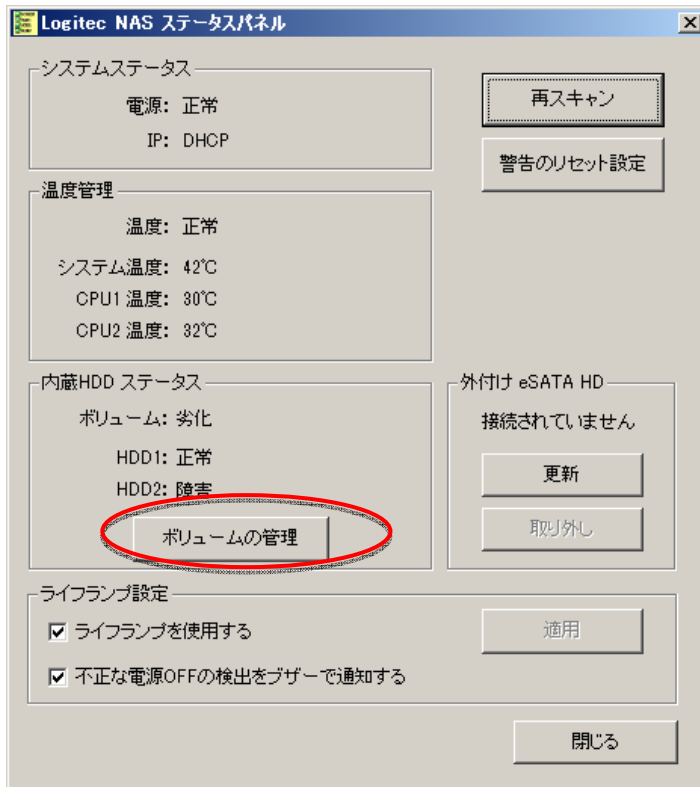 Logitec NAS ステータスパネル
システムステータス
電源: 正常
IP: DHCP
再スキャン
警告のリセット設定
温度管理
温度: 正常
システム温度: 42℃
CPU1 温度: 30℃
CPU2 温度: 32℃
内蔵HDD ステータス
ボリューム: 劣化
HDD1: 正常
HDD2: 障害
ボリュームの管理
外付け eSATA HD
接続されていません
更新
取り外し
ライフランプ設定
ライフランプを使用する
不正な電源OFFの検出をブザーで通知する
適用
閉じる